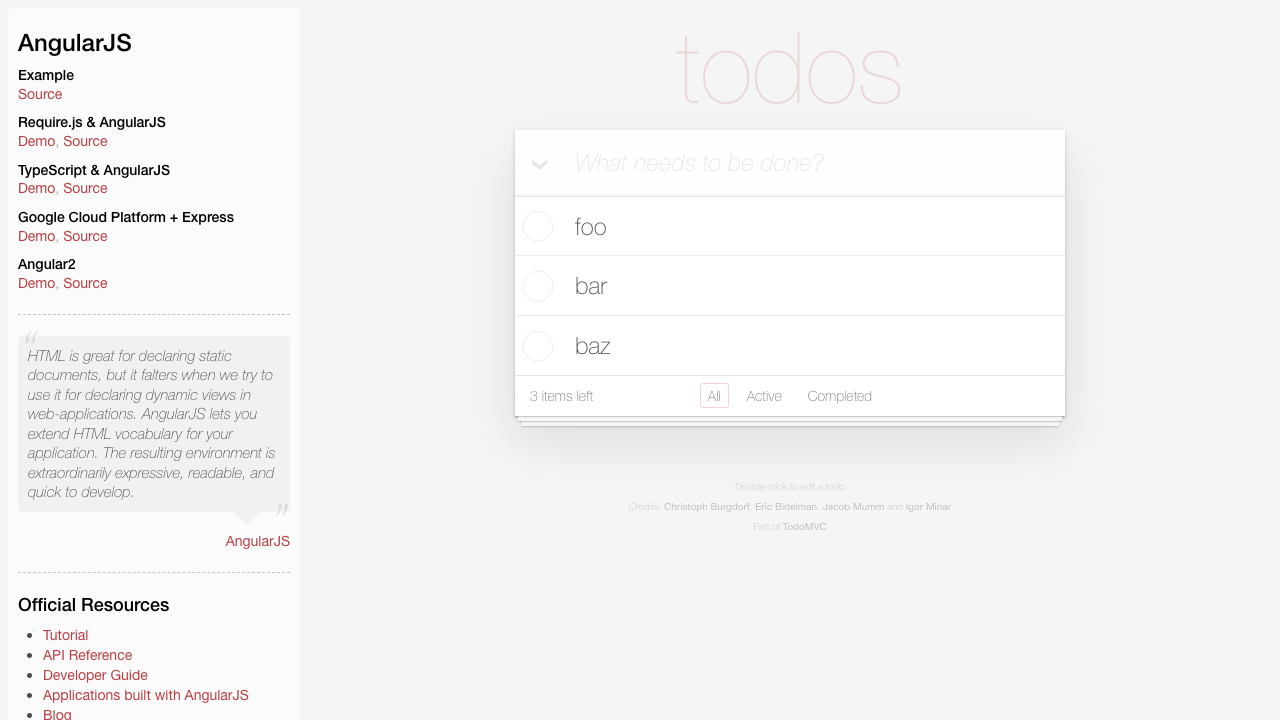 AngularJS
Example
Source
Require.js & AngularJS
Demo, Source
TypeScript & AngularJS
Demo, Source
Google Cloud Platform + Express
Demo, Source
Angular2
Demo, Source
“
HTML is great for declaring static
documents, but it falters when we try to
use it for declaring dynamic views in
web-applications. AngularJS lets you
extend HTML vocabulary for your
application. The resulting environment is
extraordinarily expressive, readable, and
quick to develop.
”
AngularJS
Official Resources
Tutorial
API Reference
Developer Guide
Applications built with AngularJS
Blog
todos
What needs to be done?
foo
bar
baz
3 items left All Active Completed
Double-click to edit a todo
Credits: Christoph Burgdorf, Eric Bidelman, Jacob Mumm and Igor Minar
Part of TodoMVC